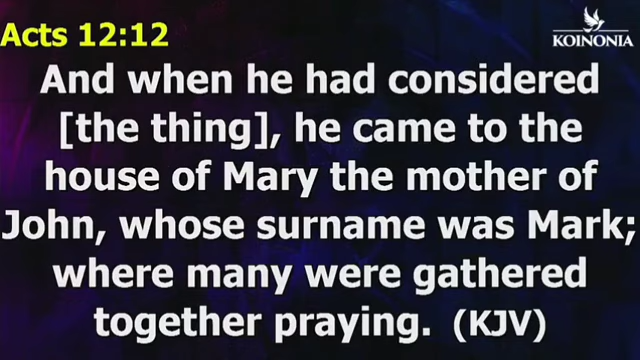 Acts 12:12
KOINONIA
And when he had considered
[the thing], he came to the
house of Mary the mother of
John, whose surname was Mark;
where many were gathered
together praying. (KJV)